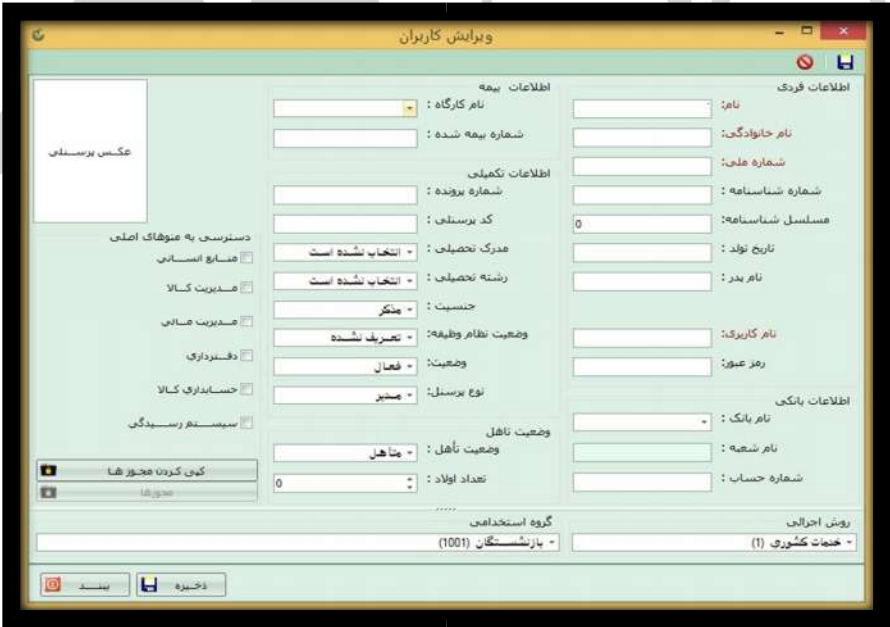 ویرایش کاربران
اطلاعات فردی
نام:
نام خانوادگی:
شماره ملی:
شماره شناسنامه :
مسلسل شناسنامه:
0
تاریخ تولد :
نام پدر :
نام کاربری:
رمز عبور:
اطلاعات بانکی
نام بانک :
نام شعبه :
شماره حساب :
اطلاعات بیمه
نام کارگاه :
شماره بیمه شده :
اطلاعات تکمیلی
شماره پرونده :
کد پرسنلی :
مدرک تحصیلی :
انتخاب نشده است
رشته تحصیلی :
انتخاب نشده است
جنسیت :
مذکر
وضعیت نظام وظیفه:
تعریف نشده
وضعیت:
فعال
نوع پرسنل:
مدیر
وضعیت تاهل
وضعیت تأهل :
متأهل
تعداد اولاد :
0
عکس پرسنلی
دسترسی به منوهای اصلی
منابع انسانی
مدیریت کالا
مدیریت مالی
دفترداری
حسابداری کالا
سیستم رسیدگی
کپی کردن مجوز ها
مجوزها
روش اجرائی
خدمات کشوری (1)
گروه استخدامی
بازنشستگان (1001)
ذخیره
ببند